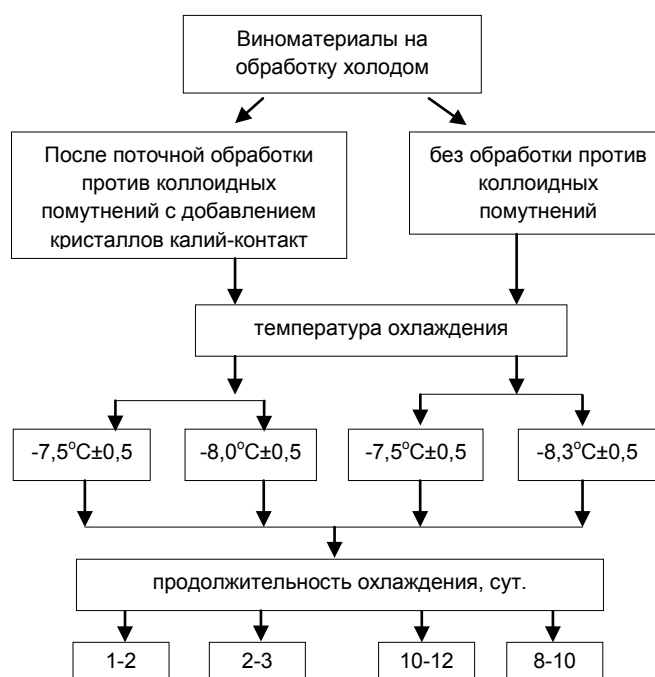 Виноматериалы на
обработку холодом
После поточной обработки
против коллоидных
помутнений с добавлением
кристаллов калий-контакт
без обработки против
коллоидных
помутнений
температура охлаждения
-7,5°С±0,5
-8,0°С±0,5
-7,5°С±0,5
-8,3°С±0,5
продолжительность охлаждения, сут.
1-2
2-3
10-12
8-10